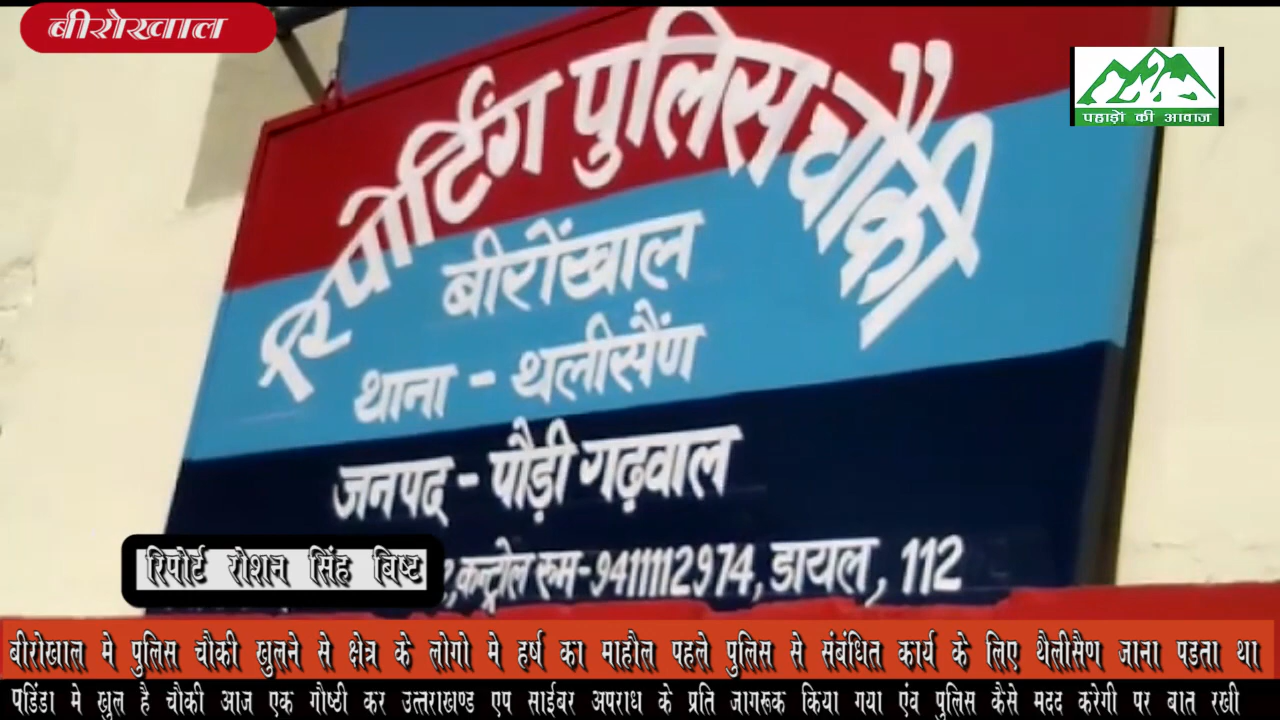 बीरोखाल
पहाड़ों की आवाज
रिपोर्टिंग पुलिस चौकी
बीरोंखाल
थाना - थलीसैंण
जनपद - पौड़ी गढ़वाल
कन्ट्रोल रूम-9411112974, डायल, 112
रिपोर्ट रोशन सिंह बिष्ट
बीरोखाल मे पुलिस चौकी खुलने से क्षेत्र के लोगो मे हर्ष का माहौल पहले पुलिस से संबंधित कार्य के लिए थैलीसैण जाना पडता था
पडिंडा मे खुल है चौकी आज एक गौष्टी कर उत्तराखण्ड एप साईबर अपराध के प्रति जागरूक किया गया एंव पुलिस कैसे मदद करेगी पर बात रखी